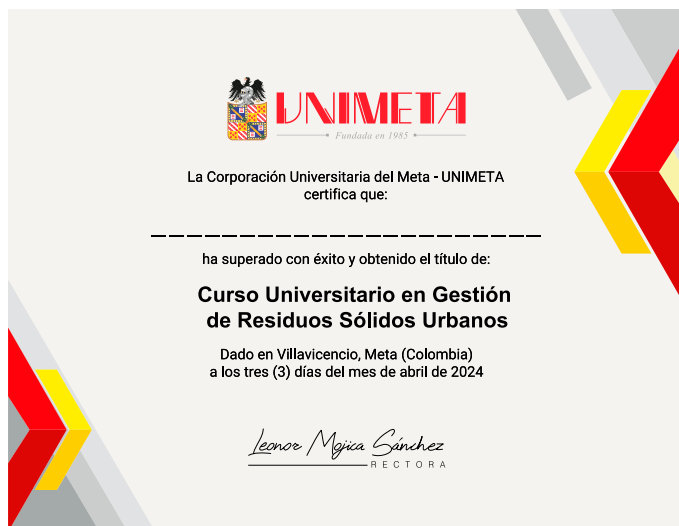 UNIMETA
Fundada en 1985
La Corporación Universitaria del Meta - UNIMETA
certifica que:
ha superado con éxito y obtenido el título de:
Curso Universitario en Gestión
de Residuos Sólidos Urbanos
Dado en Villavicencio, Meta (Colombia)
a los tres (3) días del mes de abril de 2024
Leonor Mojica Sánchez
RECTORA